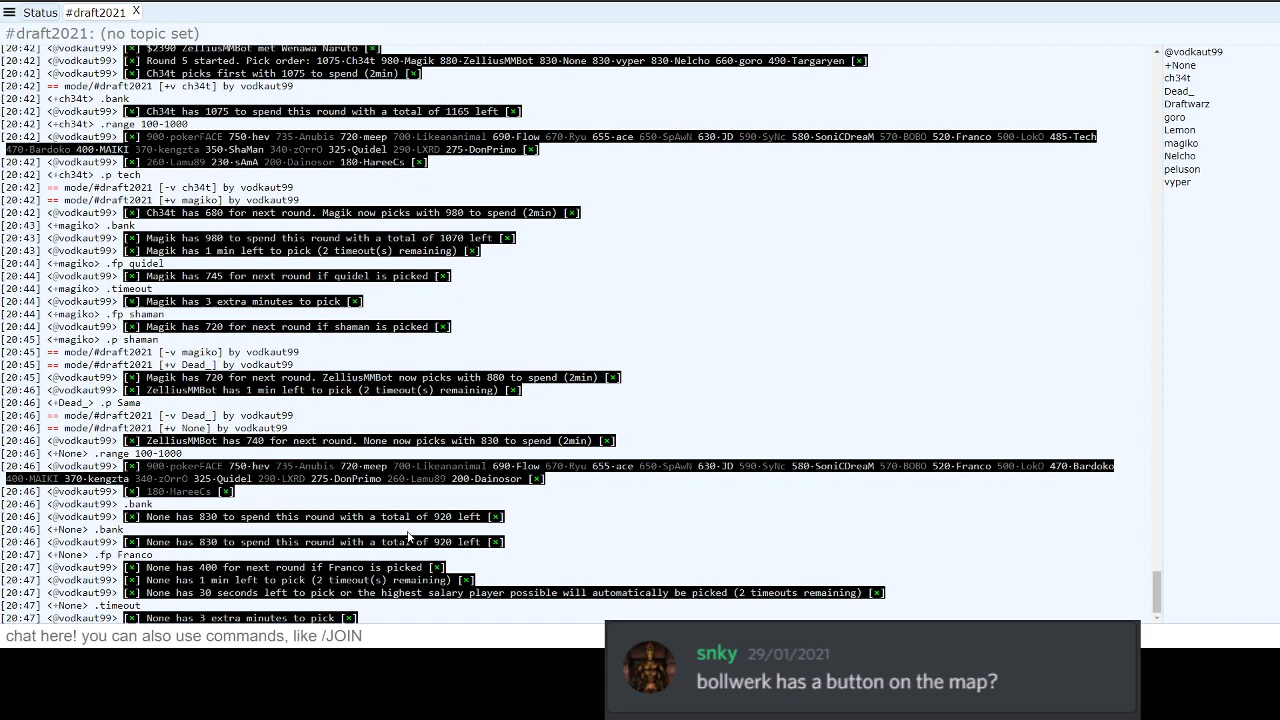 Status #draft2021 X
#draft2021: (no topic set)
[20:42] <@vodkaut99> [×] $2390 ZelliusMMBot met Wenawa Naruto [×]
[20:42] <@vodkaut99> [×] Round 5 started. Pick order: 1075·Ch34t 980·Magik 880·ZelliusMMBot 830·None 830·vyper 830·Nelcho 660·goro 490·Targaryen [×]
[20:42] <@vodkaut99> [×] Ch34t picks first with 1075 to spend (2min) [×]
[20:42] == mode/#draft2021 [+v ch34t] by vodkaut99
[20:42] <+ch34t> .bank
[20:42] <@vodkaut99> [×] Ch34t has 1075 to spend this round with a total of 1165 left [×]
[20:42] <+ch34t> .range 100-1000
[20:42] <@vodkaut99> [×] 900·pokerFACE 750·hev 735·Anubis 720·meep 700·Likeananimal 690·Flow 670·Ryu 655·ace 650·SpAwN 630·JD 590·SyNc 580·SoniCDreaM 570·BOBO 520·Franco 500·LokO 485·Tech
470·Bardoko 400·MAIKI 370·kengzta 350·ShaMan 340·zOrrO 325·Quidel 290·LXRD 275·DonPrimo [×]
[20:42] <@vodkaut99> [×] 260·Lamu89 230·sAmA 200·Dainosor 180·HareeCs [×]
[20:42] <+ch34t> .p tech
[20:42] == mode/#draft2021 [-v ch34t] by vodkaut99
[20:42] == mode/#draft2021 [+v magiko] by vodkaut99
[20:42] <@vodkaut99> [×] Ch34t has 680 for next round. Magik now picks with 980 to spend (2min) [×]
[20:43] <+magiko> .bank
[20:43] <@vodkaut99> [×] Magik has 980 to spend this round with a total of 1070 left [×]
[20:43] <@vodkaut99> [×] Magik has 1 min left to pick (2 timeout(s) remaining) [×]
[20:44] <+magiko> .fp quidel
[20:44] <@vodkaut99> [×] Magik has 745 for next round if quidel is picked [×]
[20:44] <+magiko> .timeout
[20:44] <@vodkaut99> [×] Magik has 3 extra minutes to pick [×]
[20:44] <+magiko> .fp shaman
[20:44] <@vodkaut99> [×] Magik has 720 for next round if shaman is picked [×]
[20:45] <+magiko> .p shaman
[20:45] == mode/#draft2021 [-v magiko] by vodkaut99
[20:45] == mode/#draft2021 [+v Dead_] by vodkaut99
[20:45] <@vodkaut99> [×] Magik has 720 for next round. ZelliusMMBot now picks with 880 to spend (2min) [×]
[20:46] <@vodkaut99> [×] ZelliusMMBot has 1 min left to pick (2 timeout(s) remaining) [×]
[20:46] <+Dead_> .p Sama
[20:46] == mode/#draft2021 [-v Dead_] by vodkaut99
[20:46] == mode/#draft2021 [+v None] by vodkaut99
[20:46] <@vodkaut99> [×] ZelliusMMBot has 740 for next round. None now picks with 830 to spend (2min) [×]
[20:46] <+None> .range 100-1000
[20:46] <@vodkaut99> [×] 900·pokerFACE 750·hev 735·Anubis 720·meep 700·Likeananimal 690·Flow 670·Ryu 655·ace 650·SpAwN 630·JD 590·SyNc 580·SoniCDreaM 570·BOBO 520·Franco 500·LokO 470·Bardoko
400·MAIKI 370·kengzta 340·zOrrO 325·Quidel 290·LXRD 275·DonPrimo 260·Lamu89 200·Dainosor [×]
[20:46] <@vodkaut99> [×] 180·HareeCs [×]
[20:46] <@vodkaut99> .bank
[20:46] <@vodkaut99> [×] None has 830 to spend this round with a total of 920 left [×]
[20:46] <+None> .bank
[20:46] <@vodkaut99> [×] None has 830 to spend this round with a total of 920 left [×]
[20:47] <+None> .fp Franco
[20:47] <@vodkaut99> [×] None has 400 for next round if Franco is picked [×]
[20:47] <@vodkaut99> [×] None has 1 min left to pick (2 timeout(s) remaining) [×]
[20:47] <@vodkaut99> [×] None has 30 seconds left to pick or the highest salary player possible will automatically be picked (2 timeouts remaining) [×]
[20:47] <+None> .timeout
[20:47] <@vodkaut99> [×] None has 3 extra minutes to pick [×]
chat here! you can also use commands, like /JOIN
@vodkaut99
+None
ch34t
Dead_
Draftwarz
goro
Lemon
magiko
Nelcho
peluson
vyper
snky 29/01/2021
bollwerk has a button on the map?